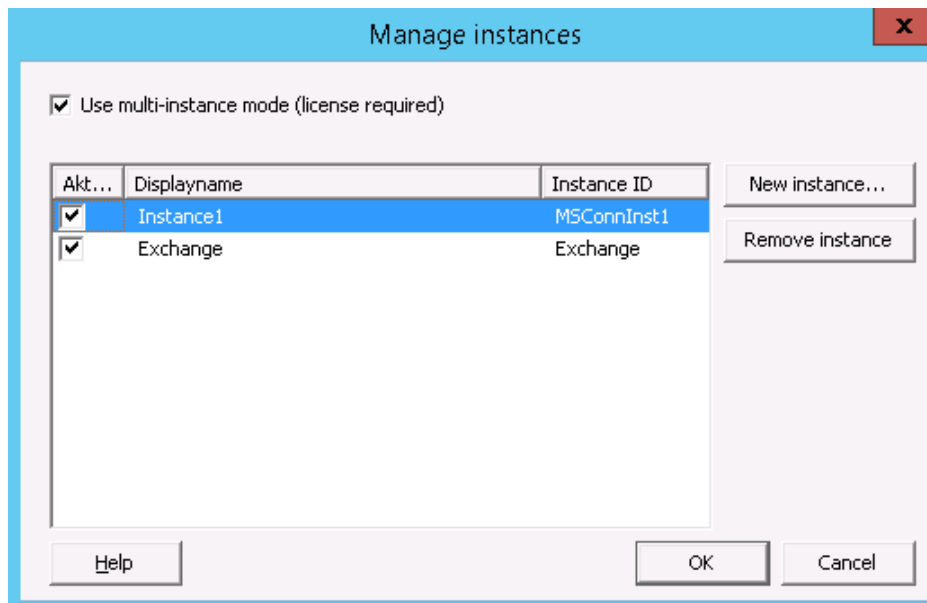 Manage instances
x
Use multi-instance mode (license required)
Akt... Displayname Instance ID
Instance1 MSConnInst1
Exchange Exchange
New instance...
Remove instance
Help OK Cancel